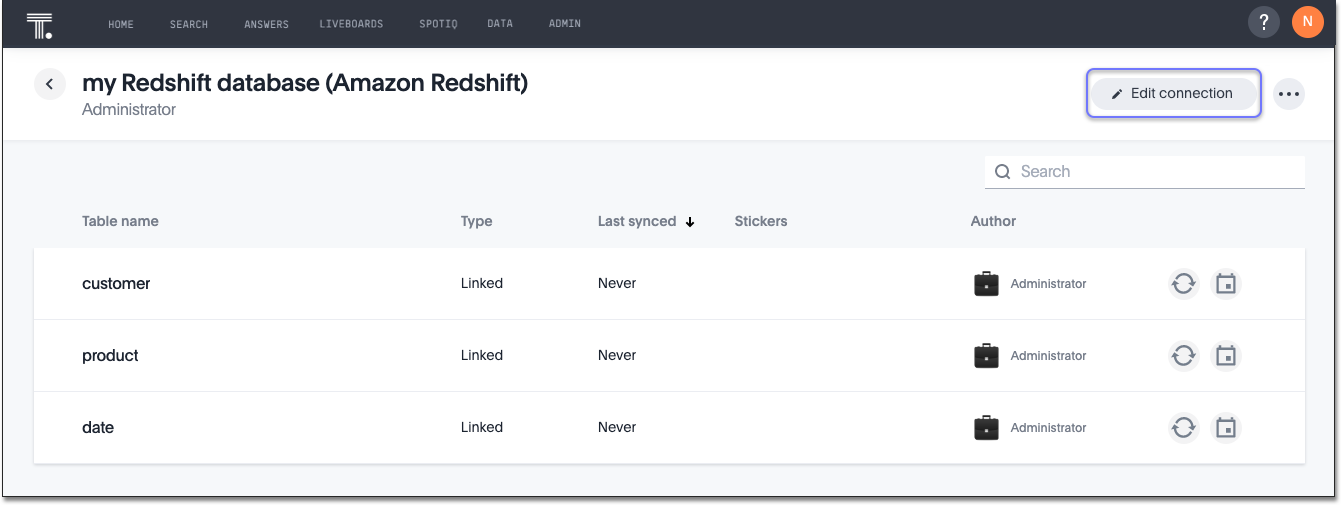 T. HOME SEARCH ANSWERS LIVEBOARDS SPOTIQ DATA ADMIN ? N
my Redshift database (Amazon Redshift)
Administrator
Edit connection
Search
Table name Type Last synced Stickers Author
customer Linked Never Administrator
product Linked Never Administrator
date Linked Never Administrator